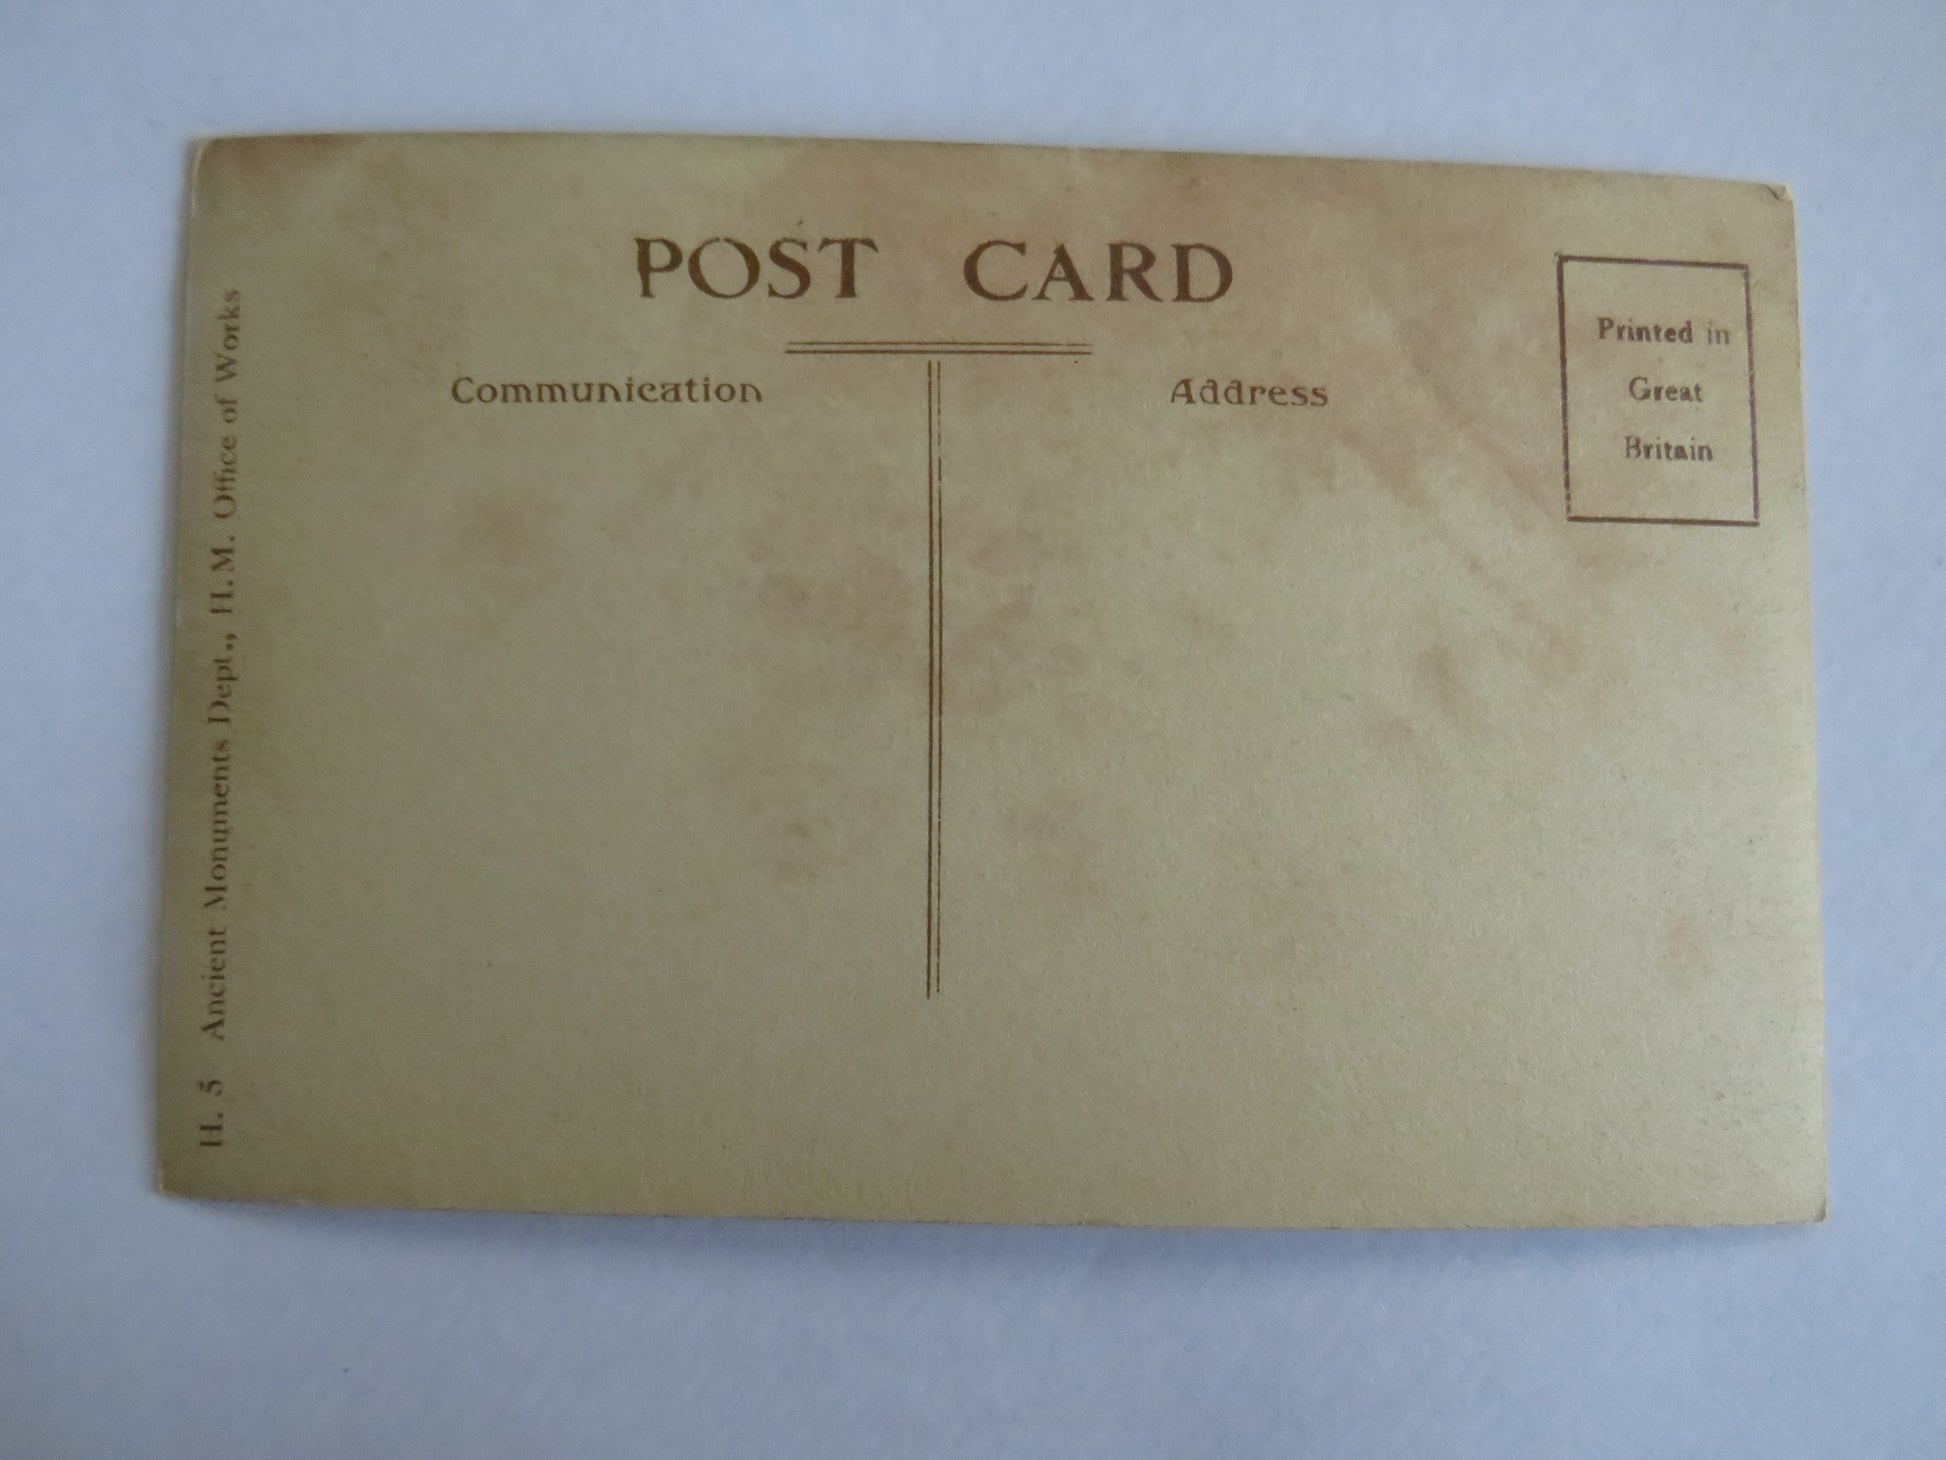 POST CARD
Communication
Address
Printed in
Great
Britain
H. 5 Ancient Monuments Dept., H.M. Office of Works